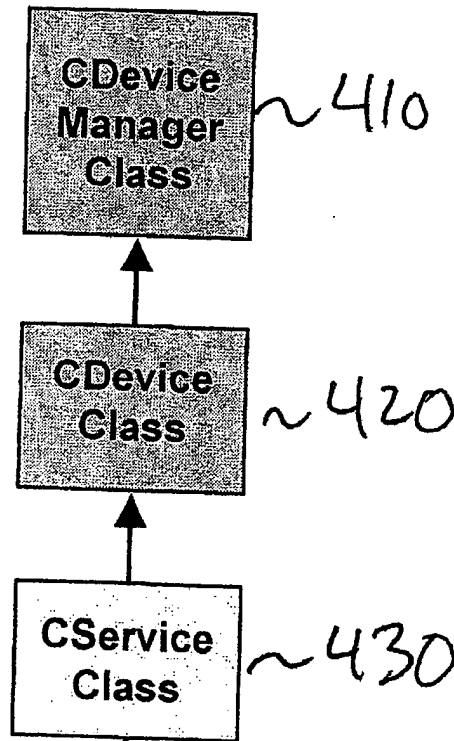 CDevice
Manager
Class
~410
CDevice
Class
~420
CService
Class
~430